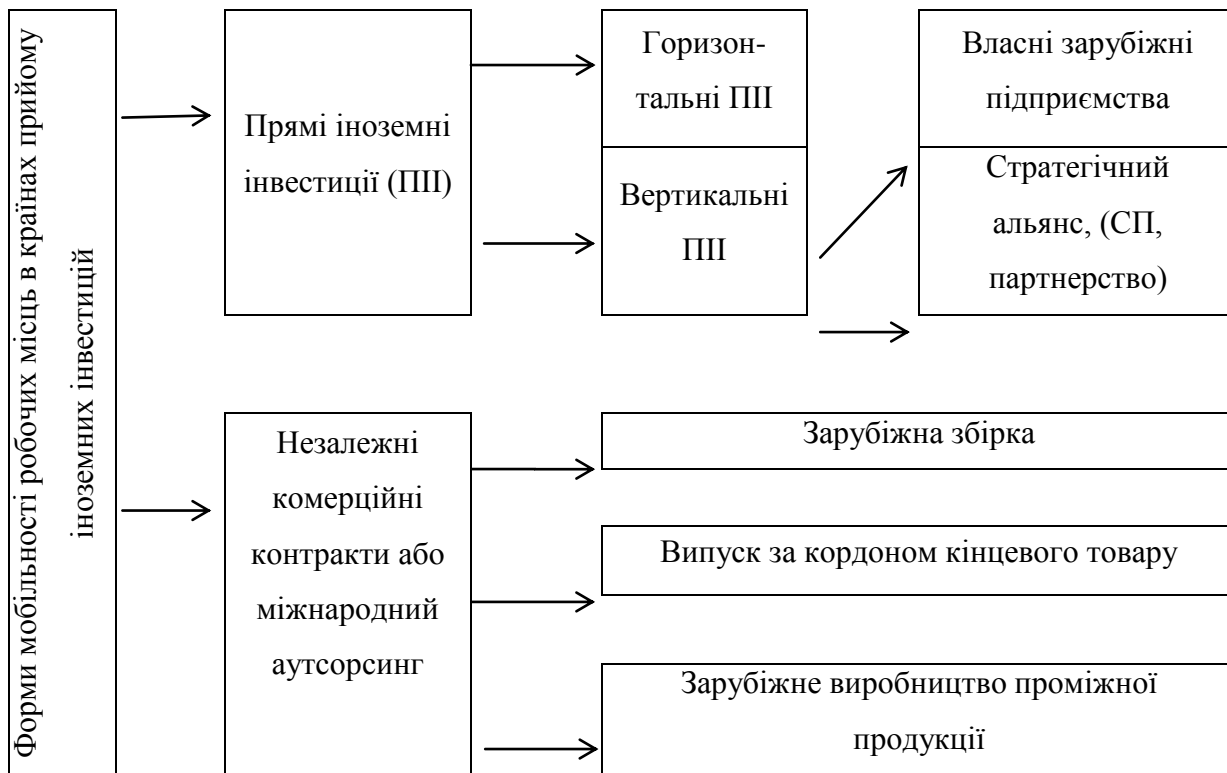 Форми мобільності робочих місць в країнах прийому
іноземних інвестицій
Прямі іноземні
інвестиції (ПІІ)
Горизон-
тальні ПІІ
Вертикальні
ПІІ
Власні зарубіжні
підприємства
Стратегічний
альянс, (СП,
партнерство)
Незалежні
комерційні
контракти або
міжнародний
аутсорсинг
Зарубіжна збірка
Випуск за кордоном кінцевого товару
Зарубіжне виробництво проміжної
продукції